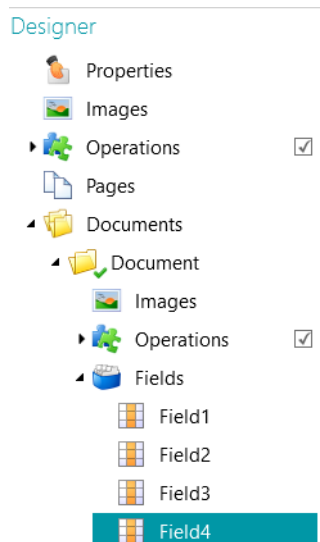 Designer
Properties
Images
Operations
Pages
Documents
Document
Images
Operations
Fields
Field1
Field2
Field3
Field4